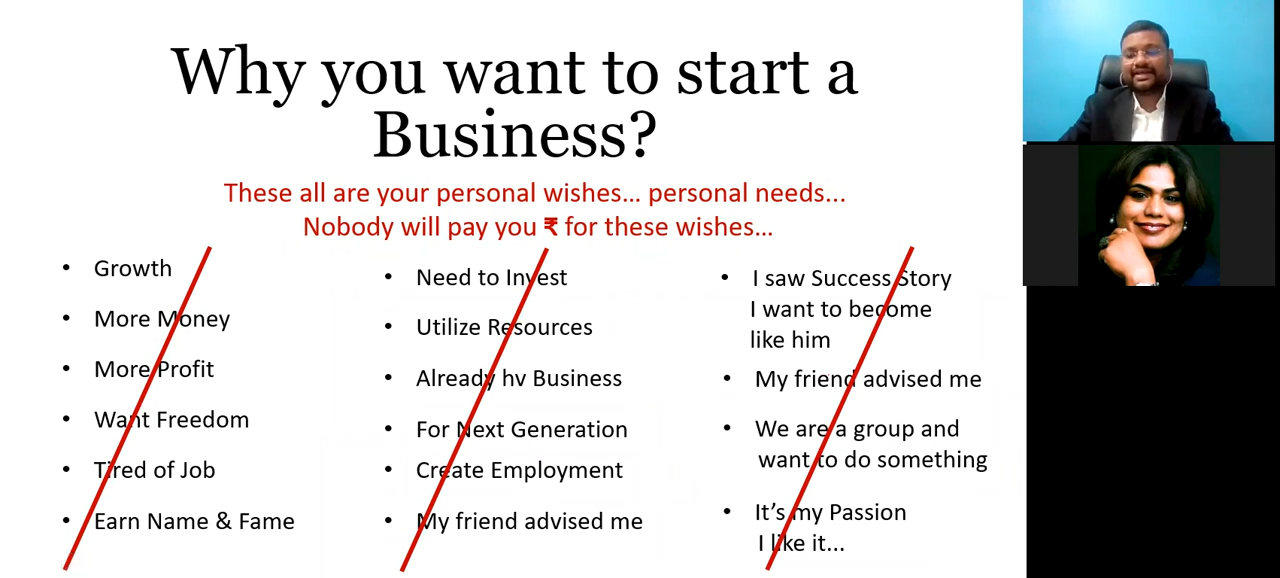 Why you want to start a
Business?
These all are your personal wishes... personal needs...
Nobody will pay you ₹ for these wishes...
• Growth
• More Money
• More Profit
• Want Freedom
• Tired of Job
• Earn Name & Fame
• Need to Invest
• Utilize Resources
• Already hv Business
• For Next Generation
• Create Employment
• My friend advised me
• I saw Success Story
I want to become
like him
• My friend advised me
• We are a group and
want to do something
• It's my Passion
I like it...